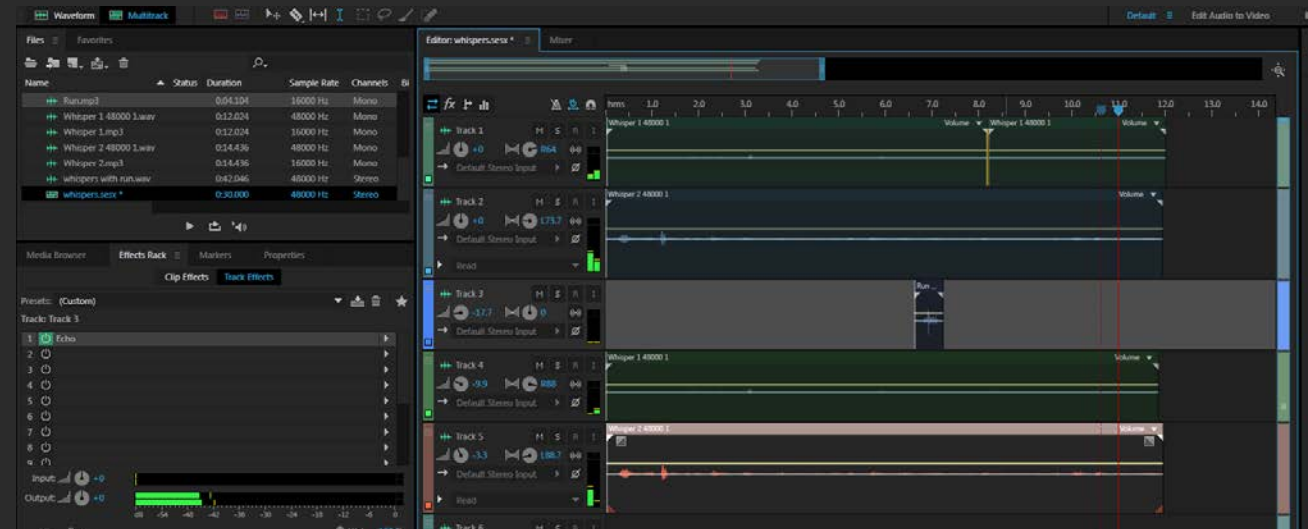 Waveform Multitrack Default Edit Audio to Video
Files Favorites
Name Status Duration Sample Rate Channels Bi
Run.mp3 0:04.104 16000 Hz Mono
Whisper 1 48000 1.wav 0:12.024 48000 Hz Mono
Whisper 1.mp3 0:12.024 16000 Hz Mono
Whisper 2 48000 1.wav 0:14.436 48000 Hz Mono
Whisper 2.mp3 0:14.436 16000 Hz Mono
whispers with run.wav 0:42.046 48000 Hz Stereo
whispers.sesx * 0:30.000 48000 Hz Stereo
Media Browser Effects Rack Markers Properties
Clip Effects Track Effects
Presets: (Custom)
Track: Track 3
1 Echo
2
3
4
5
6
7
8
9
Input: +0
Output: +0
dB -54 -48 -42 -36 -30 -24 -18 -12 -6 0
Editor: whispers.sesx * Mixer
fx
hms 1.0 2.0 3.0 4.0 5.0 6.0 7.0 8.0 9.0 10.0 11.0 12.0 13.0 14.0
Track 1 M S R I
+0 R64
Default Stereo Input
Whisper 1 48000 1 Volume Whisper 1 48000 1 Volume
Track 2 M S R I
+0 L73.7
Default Stereo Input
Read
Whisper 2 48000 1 Volume
Track 3 M S R I
-17.7 0
Default Stereo Input
Run ...
Track 4 M S R I
-9.9 R88
Default Stereo Input
Whisper 1 48000 1 Volume
Track 5 M S R I
-3.3 L88.7
Default Stereo Input
Read
Whisper 2 48000 1 Volume
Track 6 M S R I